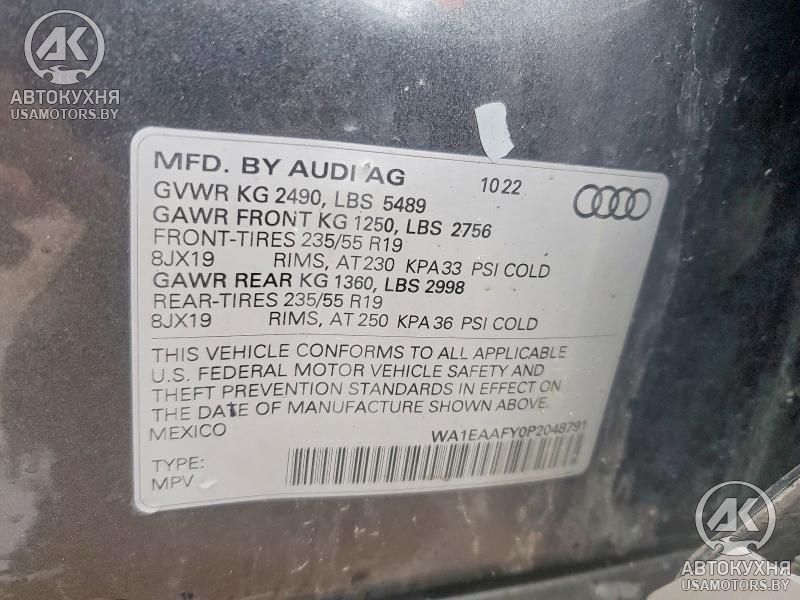 AK
АВТОКУХНЯ
USAMOTORS.BY
MFD. BY AUDI AG 1022
GVWR KG 2490, LBS 5489
GAWR FRONT KG 1250, LBS 2756
FRONT-TIRES 235/55 R19
8JX19 RIMS, AT 230 KPA 33 PSI COLD
GAWR REAR KG 1360, LBS 2998
REAR-TIRES 235/55 R19
8JX19 RIMS, AT 250 KPA 36 PSI COLD
THIS VEHICLE CONFORMS TO ALL APPLICABLE
U.S. FEDERAL MOTOR VEHICLE SAFETY AND
THEFT PREVENTION STANDARDS IN EFFECT ON
THE DATE OF MANUFACTURE SHOWN ABOVE.
MEXICO WA1EAAFY0P2048791
TYPE:
MPV
AK
АВТОКУХНЯ
USAMOTORS.BY